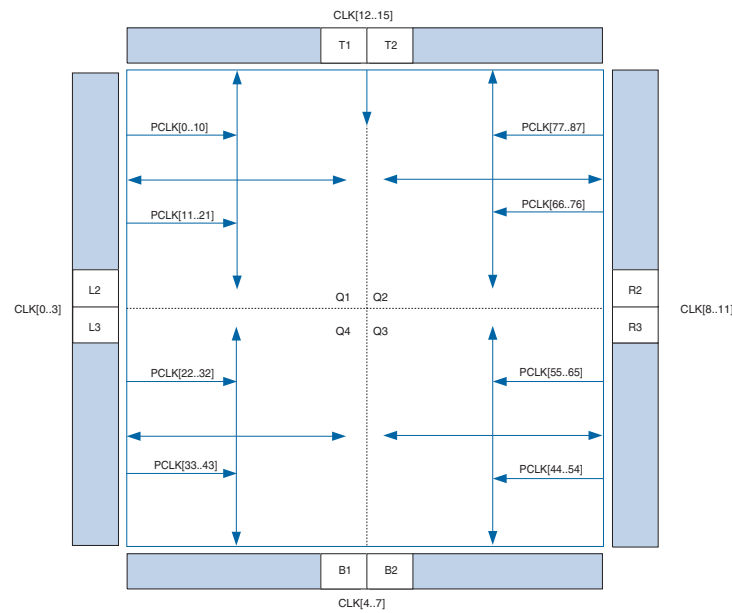 CLK[12..15]
T1 T2
PCLK[0..10]
PCLK[77..87]
PCLK[11..21]
PCLK[66..76]
L2
R2
CLK[0..3]
Q1 Q2
CLK[8..11]
L3
Q4 Q3
R3
PCLK[22..32]
PCLK[55..65]
PCLK[33..43]
PCLK[44..54]
B1 B2
CLK[4..7]